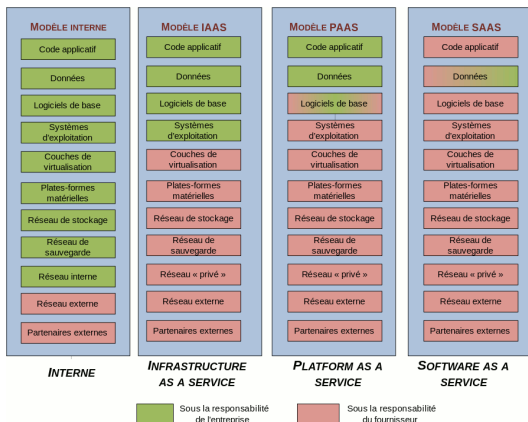 MODÈLE INTERNE
Code applicatif
Données
Logiciels de base
Systèmes
d'exploitation
Couches de
virtualisation
Plates-formes
matérielles
Réseau de stockage
Réseau de
sauvegarde
Réseau interne
Réseau externe
Partenaires externes
INTERNE
MODÈLE IAAS
Code applicatif
Données
Logiciels de base
Systèmes
d'exploitation
Couches de
virtualisation
Plates-formes
matérielles
Réseau de stockage
Réseau de
sauvegarde
Réseau « privé »
Réseau externe
Partenaires externes
INFRASTRUCTURE
AS A SERVICE
MODÈLE PAAS
Code applicatif
Données
Logiciels de base
Systèmes
d'exploitation
Couches de
virtualisation
Plates-formes
matérielles
Réseau de stockage
Réseau de
sauvegarde
Réseau « privé »
Réseau externe
Partenaires externes
PLATFORM AS A
SERVICE
MODÈLE SAAS
Code applicatif
Données
Logiciels de base
Systèmes
d'exploitation
Couches de
virtualisation
Plates-formes
matérielles
Réseau de stockage
Réseau de
sauvegarde
Réseau « privé »
Réseau externe
Partenaires externes
SOFTWARE AS A
SERVICE
Sous la responsabilité
de l'entreprise
Sous la responsabilité
du fournisseur